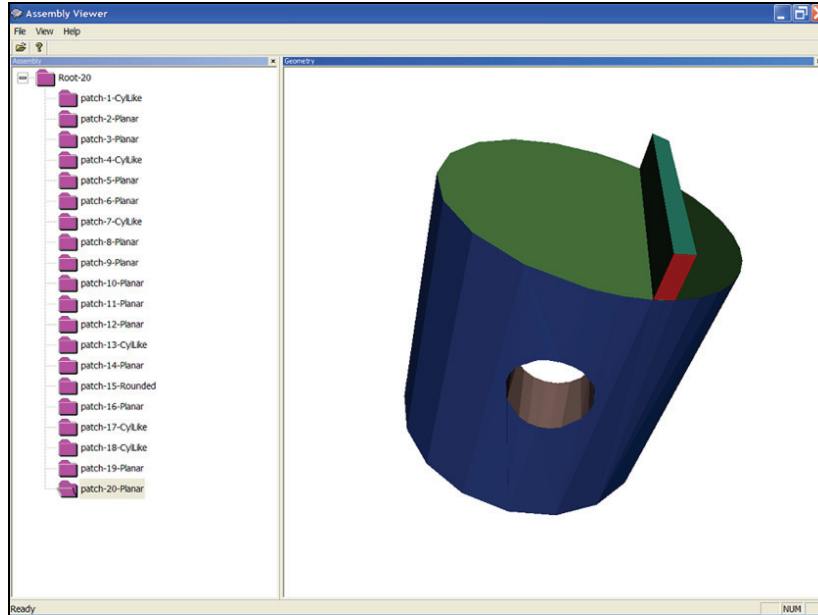 Assembly Viewer
File View Help
Assembly
Geometry
Root-20
patch-1-CylLike
patch-2-Planar
patch-3-Planar
patch-4-CylLike
patch-5-Planar
patch-6-Planar
patch-7-CylLike
patch-8-Planar
patch-9-Planar
patch-10-Planar
patch-11-Planar
patch-12-Planar
patch-13-CylLike
patch-14-Planar
patch-15-Rounded
patch-16-Planar
patch-17-CylLike
patch-18-CylLike
patch-19-Planar
patch-20-Planar
Ready
NUM